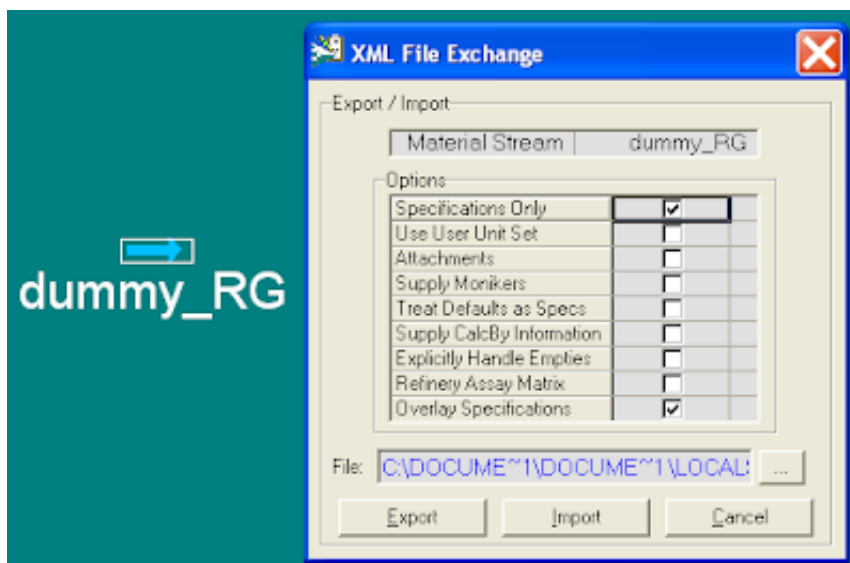 dummy_RG
XML File Exchange
Export / Import
Material Stream dummy_RG
Options
Specifications Only
Use User Unit Set
Attachments
Supply Monikers
Treat Defaults as Specs
Supply CalcBy Information
Explicitly Handle Empties
Refinery Assay Matrix
Overlay Specifications
File: C:\DOCUME~1\DOCUME~1\LOCALS ...
Export Import Cancel